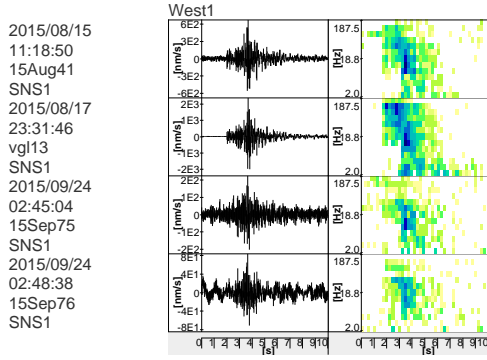 West1
2015/08/15
11:18:50
15Aug41
SNS1
6E2
3E2
[nm/s]
0
-3E2
-6E2
187.5
[Hz]
18.8
2.0
2015/08/17
23:31:46
vgl13
SNS1
2E3
1E3
[nm/s]
0
-1E3
-2E3
187.5
[Hz]
18.8
2.0
2015/09/24
02:45:04
15Sep75
SNS1
2E2
[nm/s]
0
-2E2
187.5
[Hz]
18.8
2.0
2015/09/24
02:48:38
15Sep76
SNS1
8E1
4E1
[nm/s]
0
-4E1
-8E1
187.5
[Hz]
18.8
2.0
0 1 2 3 4 5 6 7 8 9 10
[s]
0 1 2 3 4 5 6 7 8 9 10
[s]